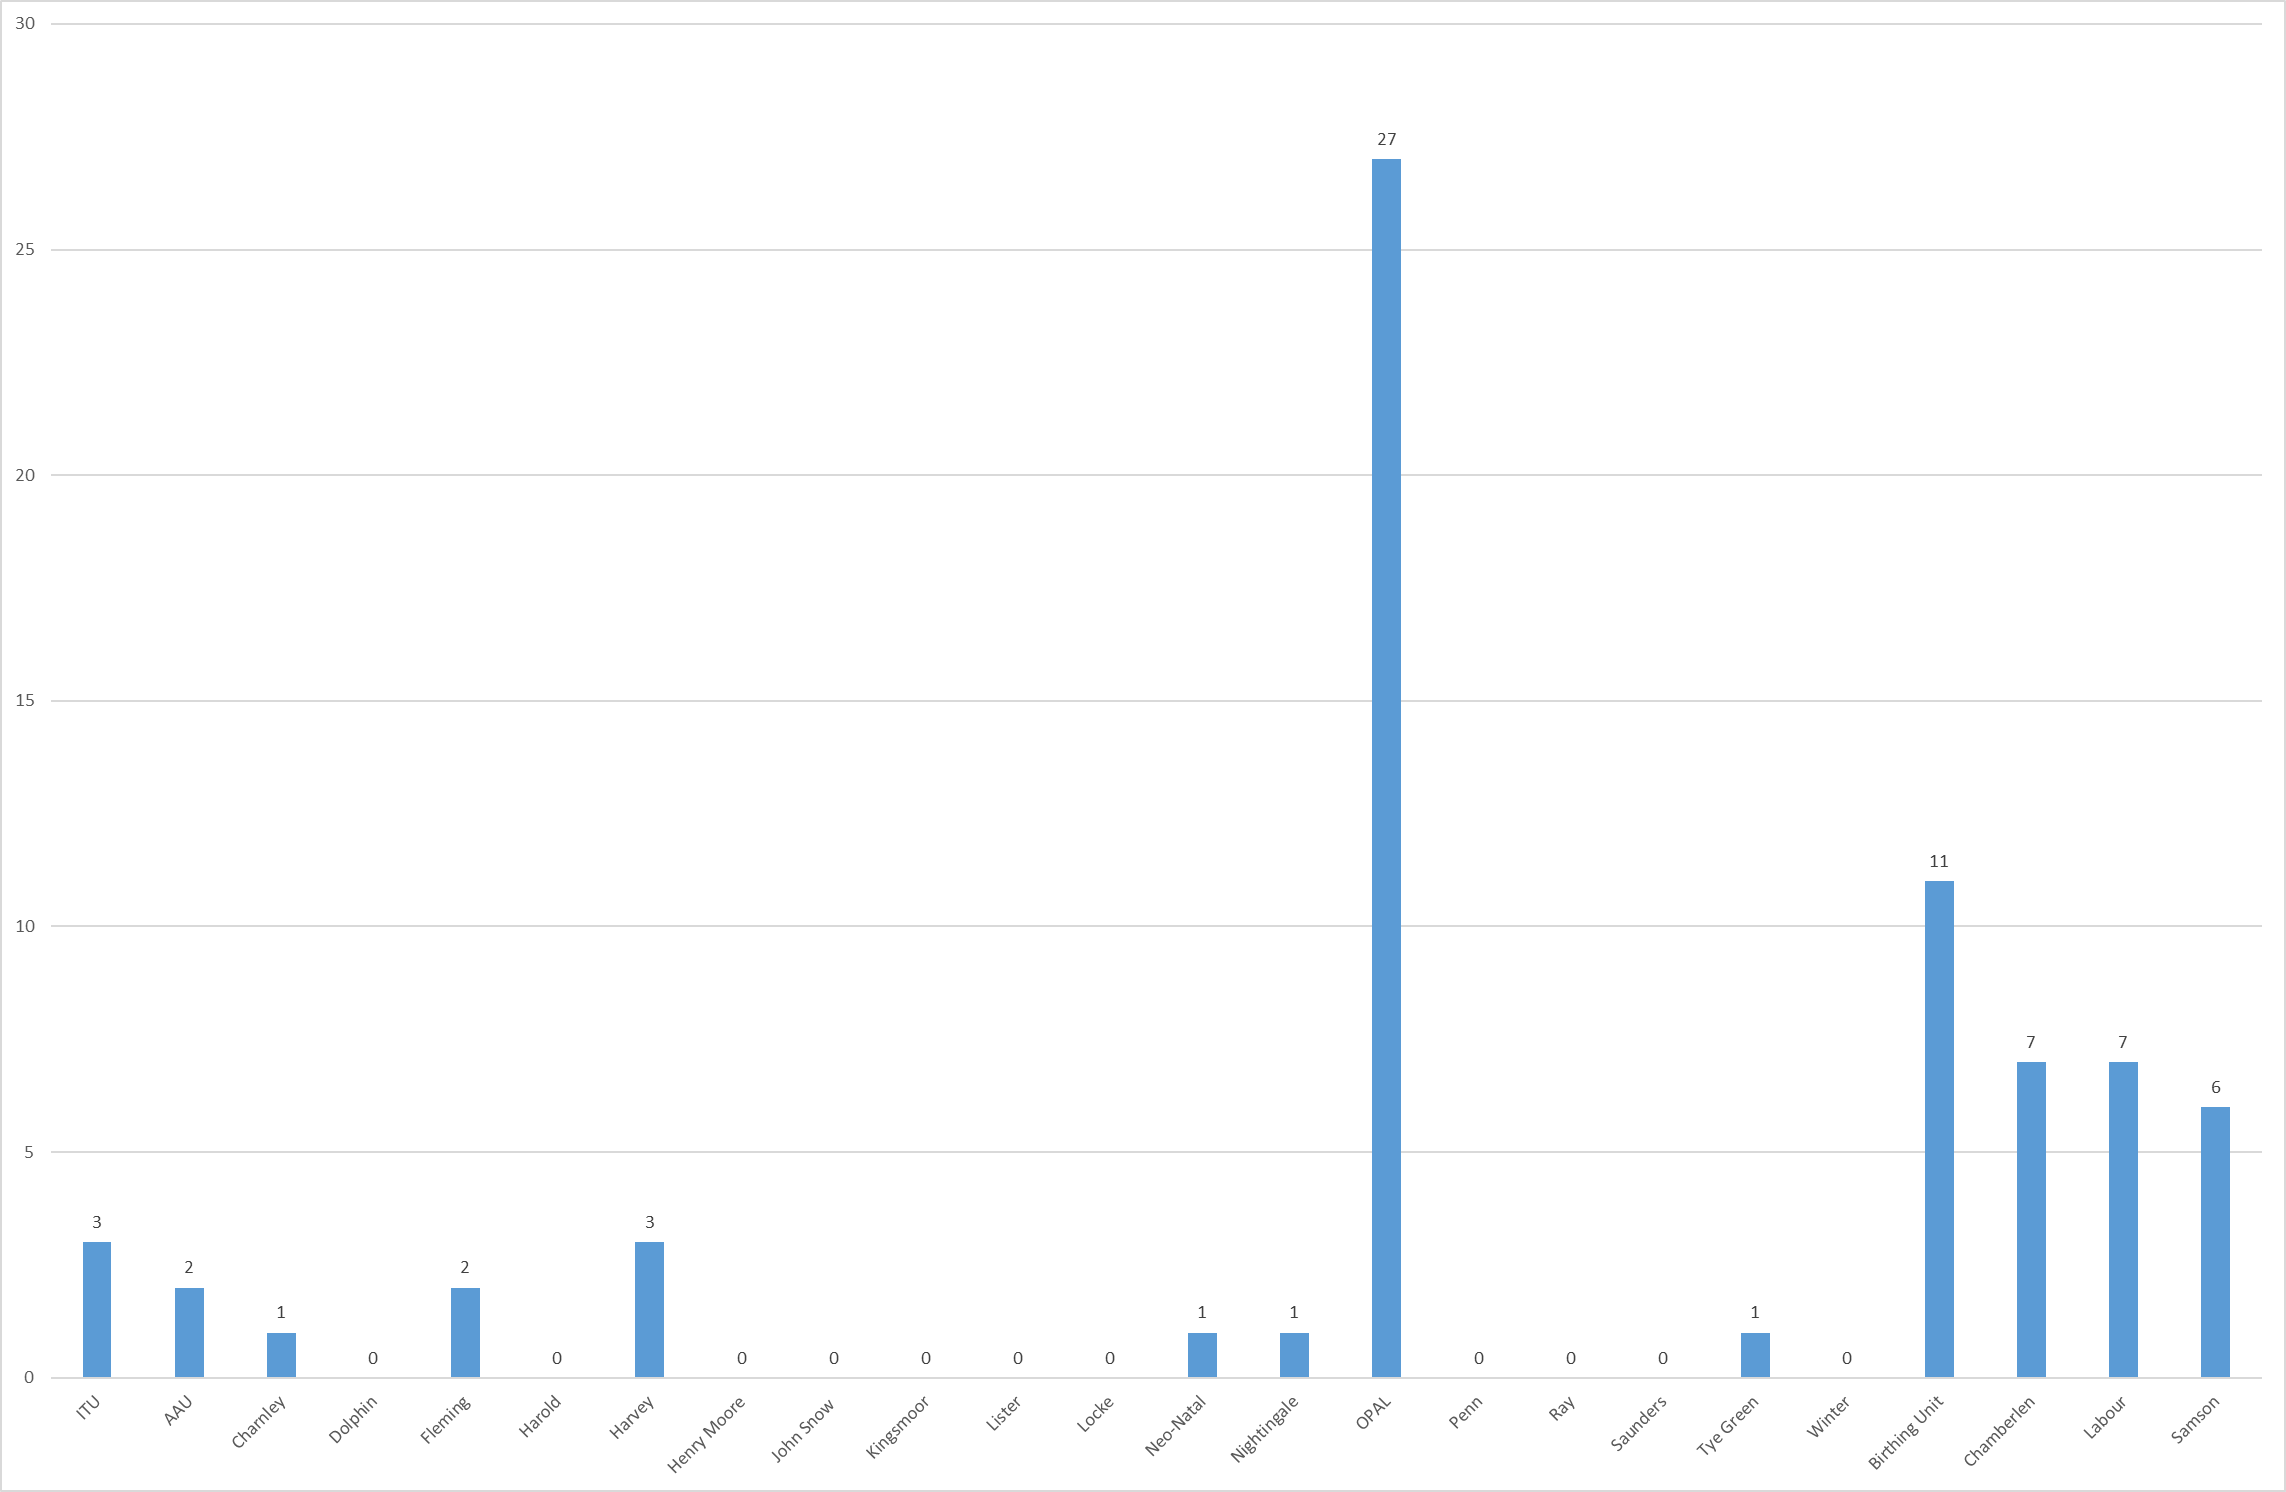 30
25
20
15
10
5
0
3
2
1
0
2
0
3
0
0
0
0
0
1
1
27
0
0
0
1
0
11
7
7
6
ITU
AAU
Charnley
Dolphin
Fleming
Harold
Harvey
Henry Moore
John Snow
Kingsmoor
Lister
Locke
Neo-Natal
Nightingale
OPAL
Penn
Ray
Saunders
Tye Green
Winter
Birthing Unit
Chamberlen
Labour
Samson